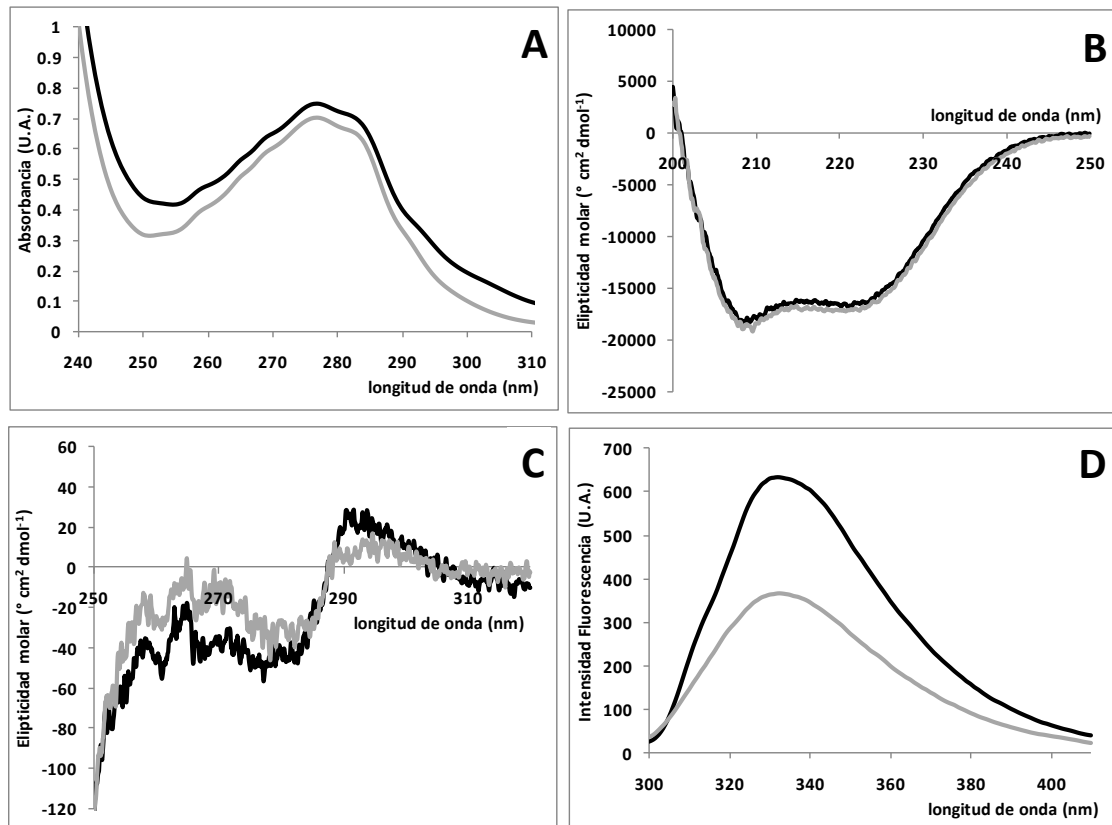 A
Absorbancia (U.A.)
1
0.9
0.8
0.7
0.6
0.5
0.4
0.3
0.2
0.1
0
240 250 260 270 280 290 300 310
longitud de onda (nm)
B
Elipticidad molar (° cm² dmol⁻¹)
10000
5000
0
-5000
-10000
-15000
-20000
-25000
longitud de onda (nm)
200 210 220 230 240 250
C
Elipticidad molar (° cm² dmol⁻¹)
60
40
20
0
-20
-40
-60
-80
-100
-120
250 270 290 310
longitud de onda (nm)
D
Intensidad Fluorescencia (U.A.)
700
600
500
400
300
200
100
0
300 320 340 360 380 400
longitud de onda (nm)